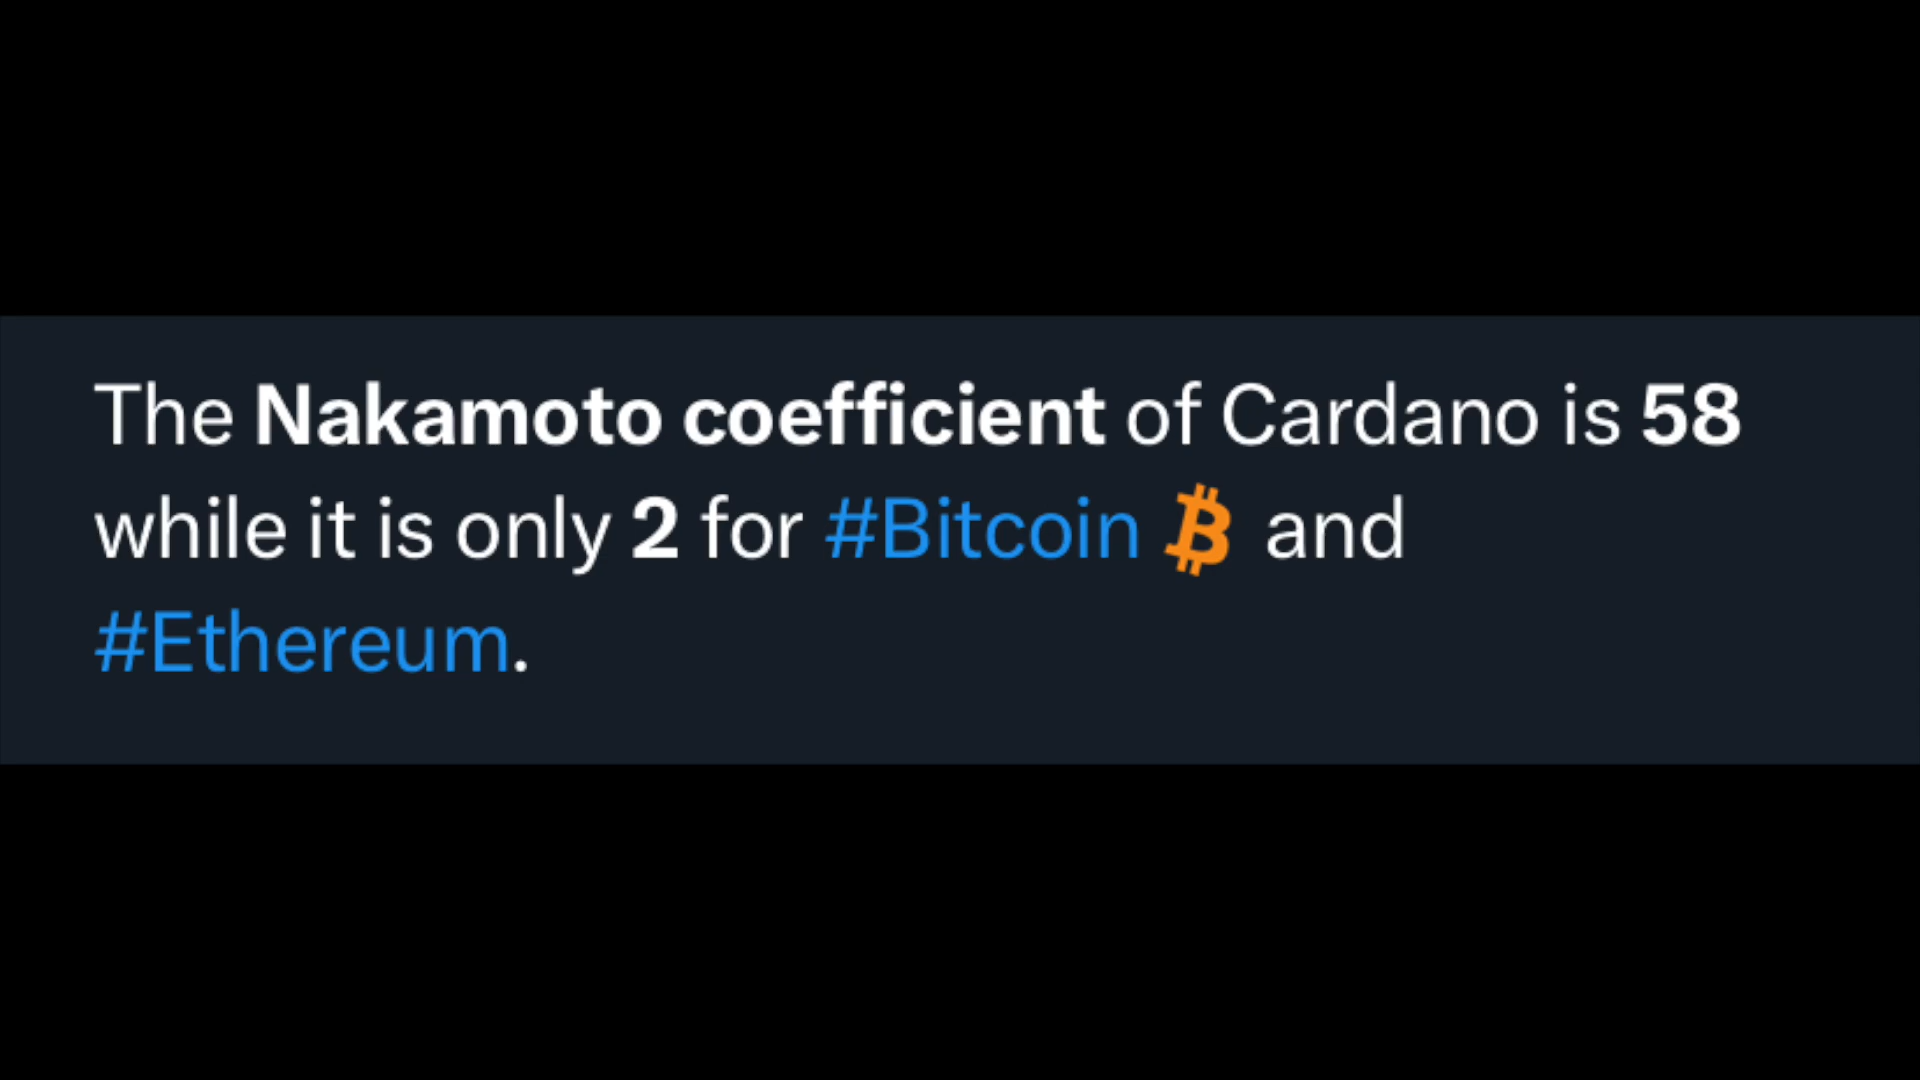 The Nakamoto coefficient of Cardano is 58
while it is only 2 for #Bitcoin ₿ and
#Ethereum.